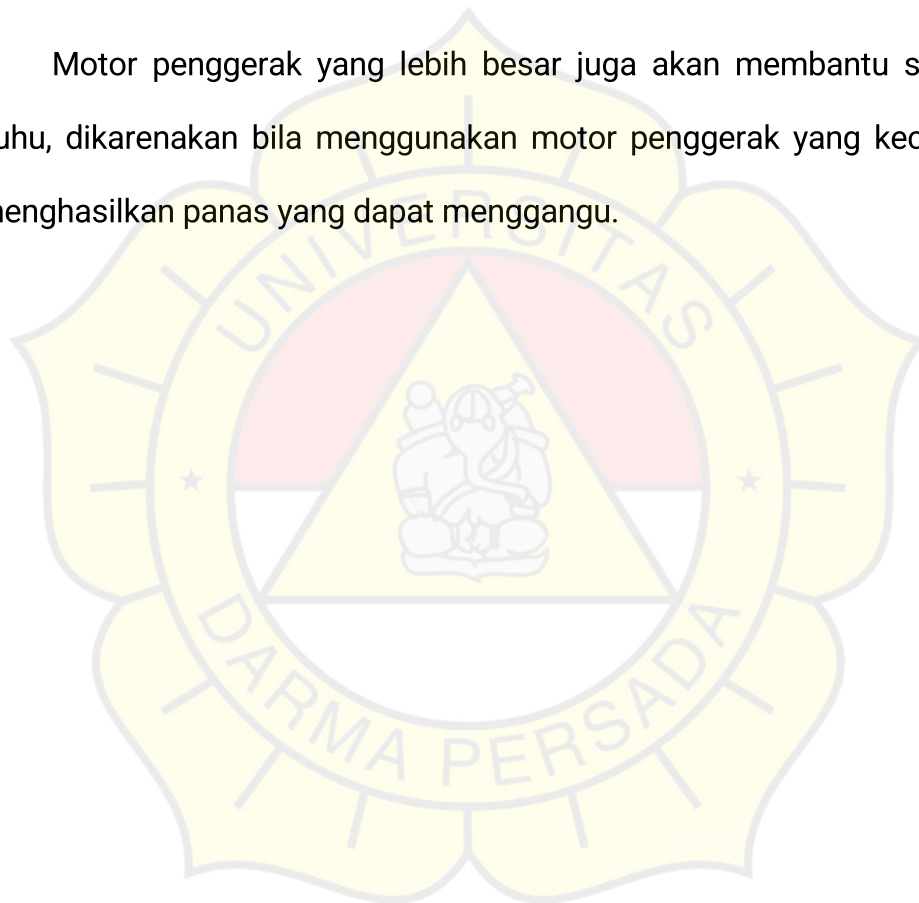 Motor penggerak yang lebih besar juga akan membantu s
uhu, dikarenakan bila menggunakan motor penggerak yang kec
enghasilkan panas yang dapat menggangu.
UNIVERSITAS
DARMA PERSADA